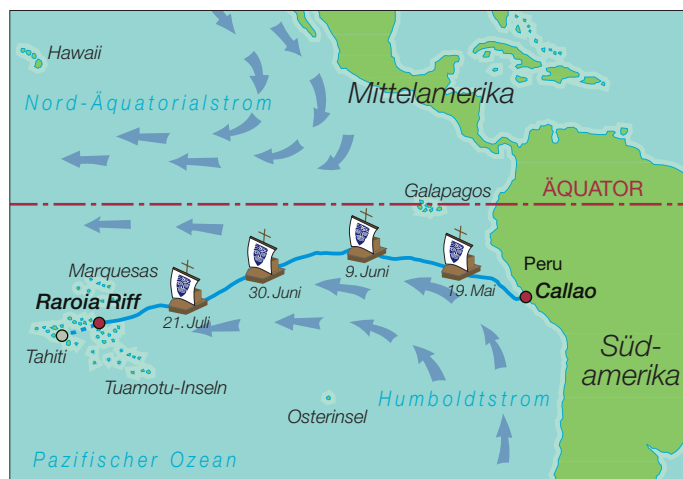 Hawaii
Nord-Äquatorialstrom
Mittelamerika
Galapagos
ÄQUATOR
Marquesas
9. Juni
30. Juni
19. Mai
Peru
Callao
Raroia Riff
21. Juli
Tahiti
Tuamotu-Inseln
Süd-
amerika
Osterinsel
Humboldtstrom
Pazifischer Ozean